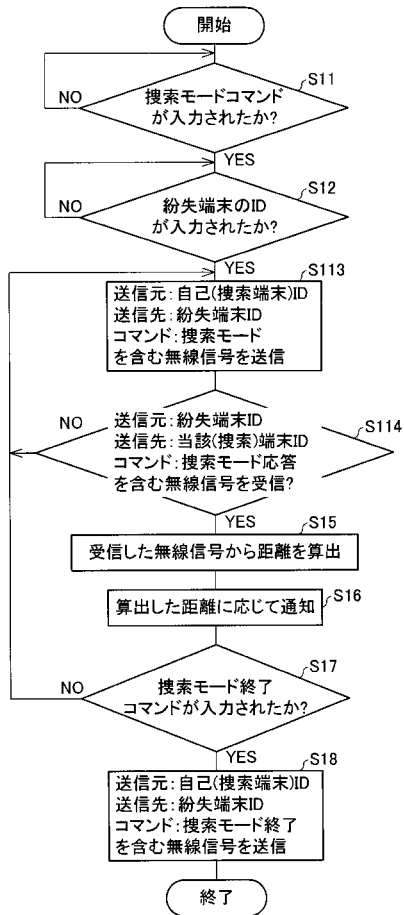 開始
S11
捜索モードコマンド
が入力されたか?
NO
YES
S12
紛失端末のID
が入力されたか?
NO
YES
S113
送信元:自己(捜索端末)ID
送信先:紛失端末ID
コマンド:捜索モード
を含む無線信号を送信
NO
S114
送信元:紛失端末ID
送信先:当該(捜索)端末ID
コマンド:捜索モード応答
を含む無線信号を受信?
YES
S15
受信した無線信号から距離を算出
S16
算出した距離に応じて通知
S17
捜索モード終了
コマンドが入力されたか?
NO
YES
S18
送信元:自己(捜索端末)ID
送信先:紛失端末ID
コマンド:捜索モード終了
を含む無線信号を送信
終了